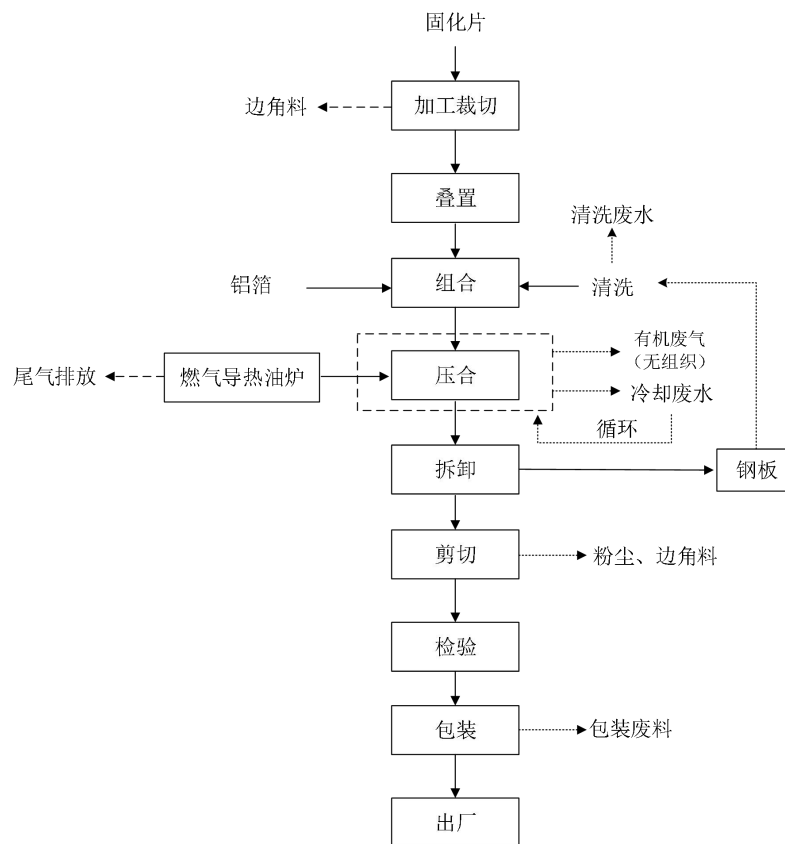 固化片
边角料
加工裁切
叠置
清洗废水
铝箔
组合
清洗
有机废气
（无组织）
尾气排放
燃气导热油炉
压合
冷却废水
循环
拆卸
钢板
剪切
粉尘、边角料
检验
包装
包装废料
出厂